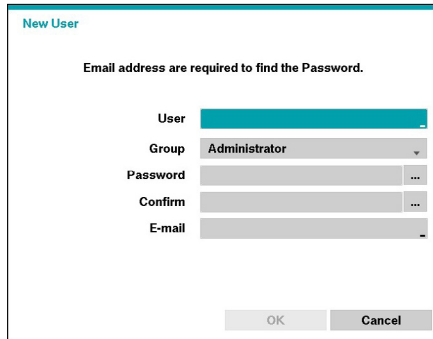 New User
Email address are required to find the Password.
User
Group Administrator
Password ...
Confirm ...
E-mail
OK Cancel